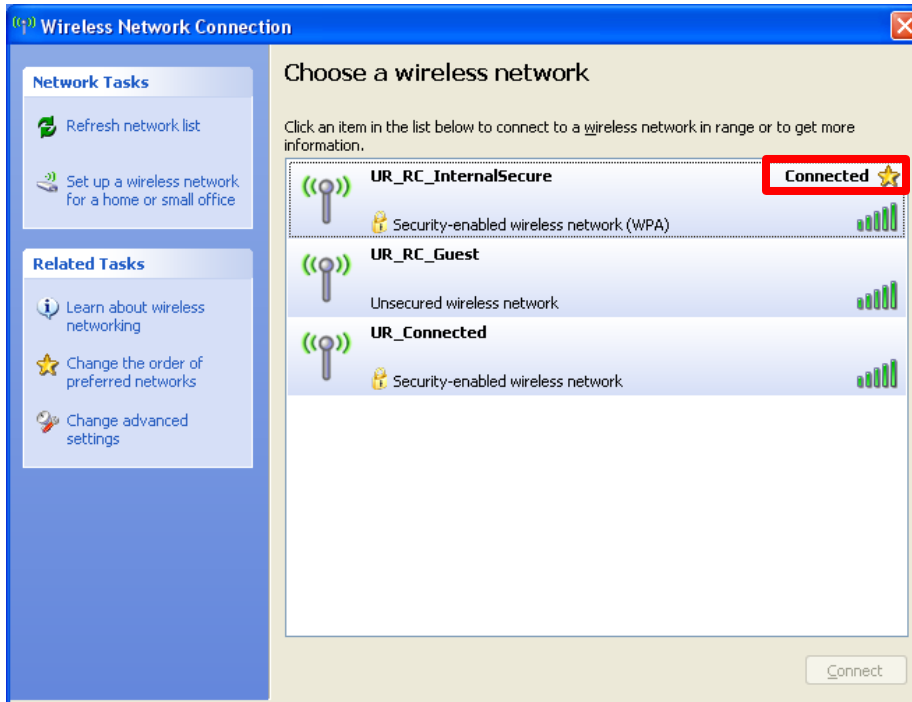 Wireless Network Connection
Network Tasks
Refresh network list
Set up a wireless network
for a home or small office
Related Tasks
Learn about wireless
networking
Change the order of
preferred networks
Change advanced
settings
Choose a wireless network
Click an item in the list below to connect to a wireless network in range or to get more
information.
UR_RC_InternalSecure
Connected
Security-enabled wireless network (WPA)
UR_RC_Guest
Unsecured wireless network
UR_Connected
Security-enabled wireless network
Connect